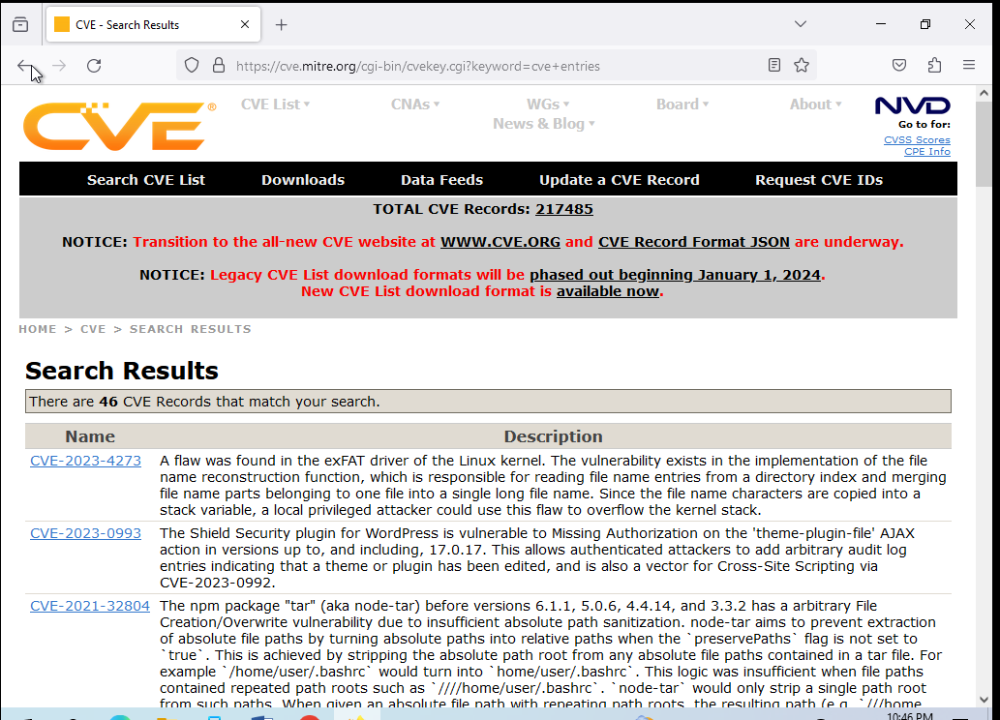 CVE - Search Results
https://cve.mitre.org/cgi-bin/cvekey.cgi?keyword=cve+entries
CVE®
CVE List
CNAs
WGs
Board
About
News & Blog
NVD
Go to for:
CVSS Scores
CPE Info
Search CVE List
Downloads
Data Feeds
Update a CVE Record
Request CVE IDs
TOTAL CVE Records: 217485
NOTICE: Transition to the all-new CVE website at WWW.CVE.ORG and CVE Record Format JSON are underway.
NOTICE: Legacy CVE List download formats will be phased out beginning January 1, 2024.
New CVE List download format is available now.
HOME > CVE > SEARCH RESULTS
Search Results
There are 46 CVE Records that match your search.
Name Description
CVE-2023-4273 A flaw was found in the exFAT driver of the Linux kernel. The vulnerability exists in the implementation of the file
name reconstruction function, which is responsible for reading file name entries from a directory index and merging
file name parts belonging to one file into a single long file name. Since the file name characters are copied into a
stack variable, a local privileged attacker could use this flaw to overflow the kernel stack.
CVE-2023-0993 The Shield Security plugin for WordPress is vulnerable to Missing Authorization on the 'theme-plugin-file' AJAX
action in versions up to, and including, 17.0.17. This allows authenticated attackers to add arbitrary audit log
entries indicating that a theme or plugin has been edited, and is also a vector for Cross-Site Scripting via
CVE-2023-0992.
CVE-2021-32804 The npm package "tar" (aka node-tar) before versions 6.1.1, 5.0.6, 4.4.14, and 3.3.2 has a arbitrary File
Creation/Overwrite vulnerability due to insufficient absolute path sanitization. node-tar aims to prevent extraction
of absolute file paths by turning absolute paths into relative paths when the `preservePaths` flag is not set to
`true`. This is achieved by stripping the absolute path root from any absolute file paths contained in a tar file. For
example `/home/user/.bashrc` would turn into `home/user/.bashrc`. This logic was insufficient when file paths
contained repeated path roots such as `////home/user/.bashrc`. `node-tar` would only strip a single path root
from such paths. When given an absolute file path with repeating path roots, the resulting path (e.g. `///home
10:46 PM